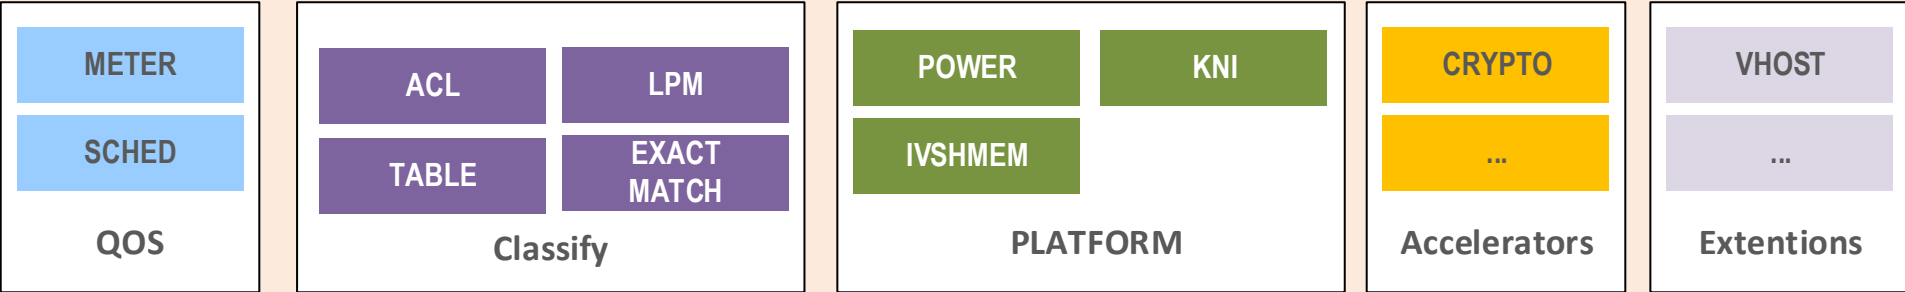 METER
SCHED
QOS
ACL
LPM
TABLE
EXACT
MATCH
Classify
POWER
KNI
IVSHMEM
PLATFORM
CRYPTO
...
Accelerators
VHOST
...
Extentions